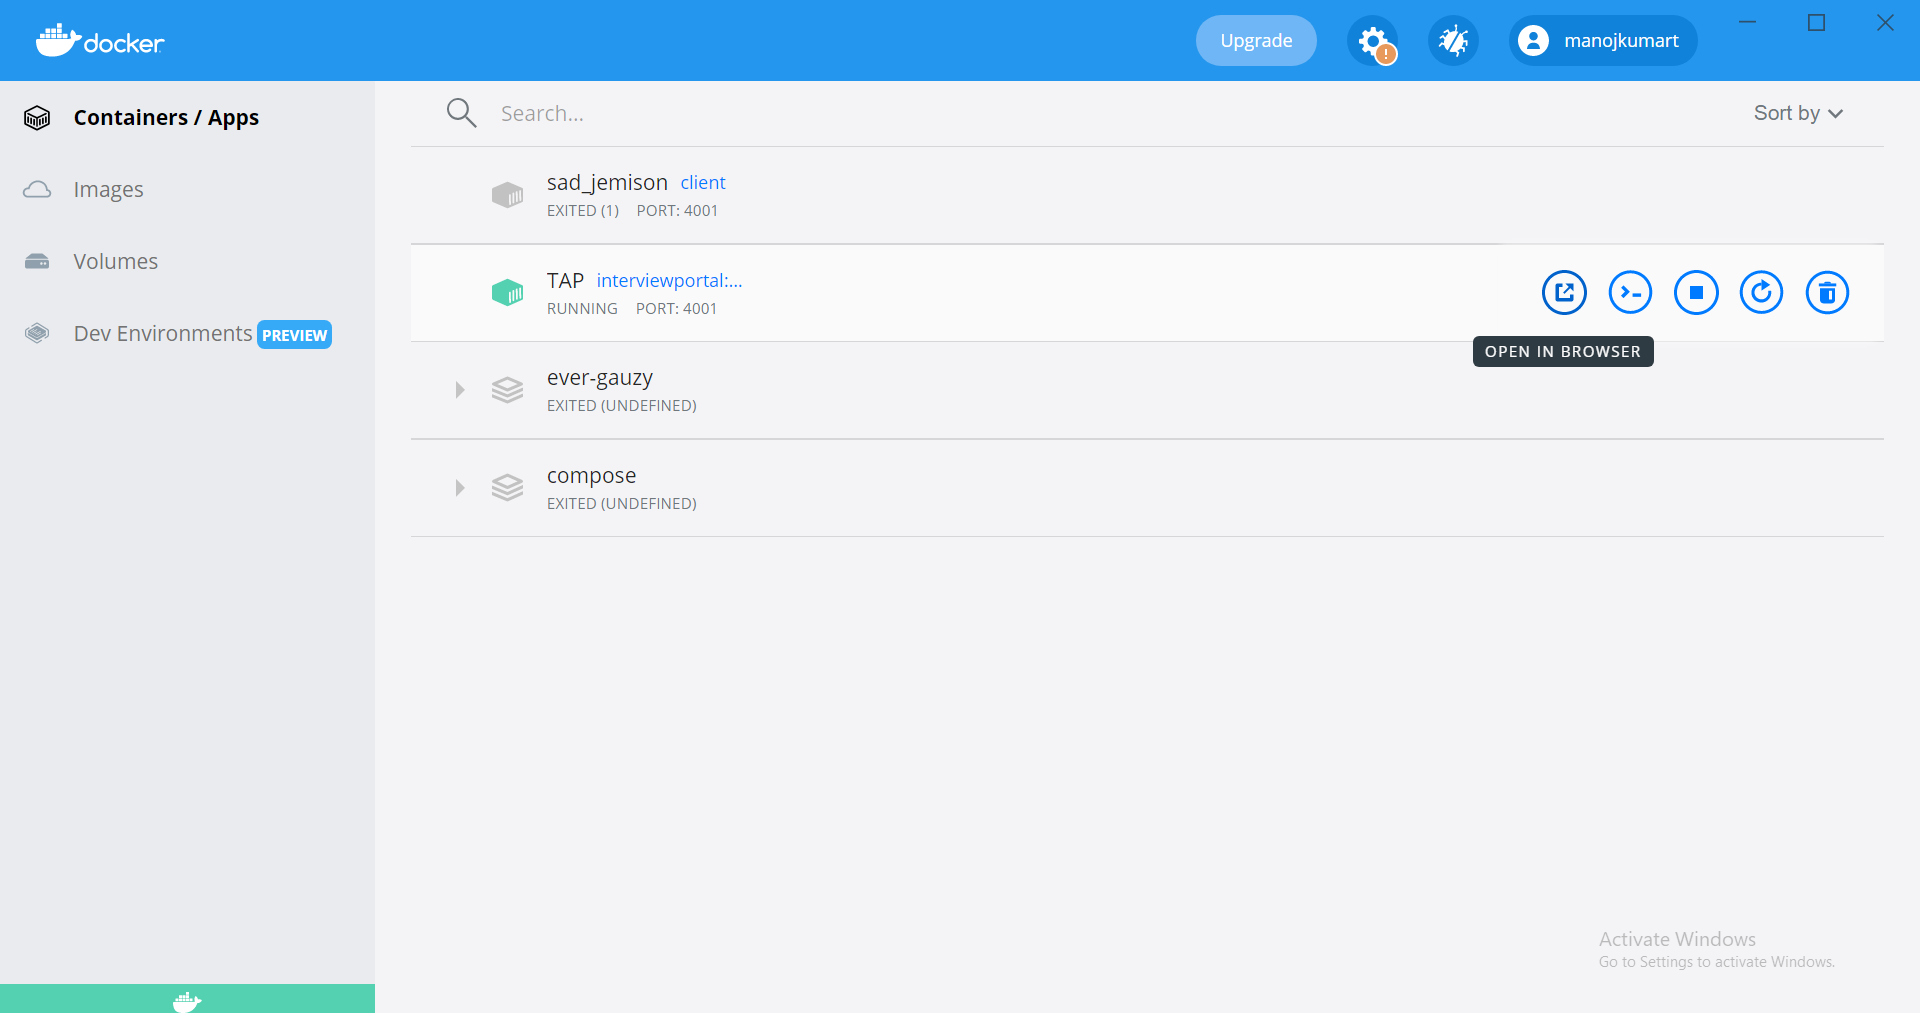 docker
Upgrade
!
manojkumart
Containers / Apps
Images
Volumes
Dev Environments PREVIEW
Search...
Sort by
sad_jemison client
EXITED (1) PORT: 4001
TAP interviewportal:...
RUNNING PORT: 4001
OPEN IN BROWSER
ever-gauzy
EXITED (UNDEFINED)
compose
EXITED (UNDEFINED)
Activate Windows
Go to Settings to activate Windows.